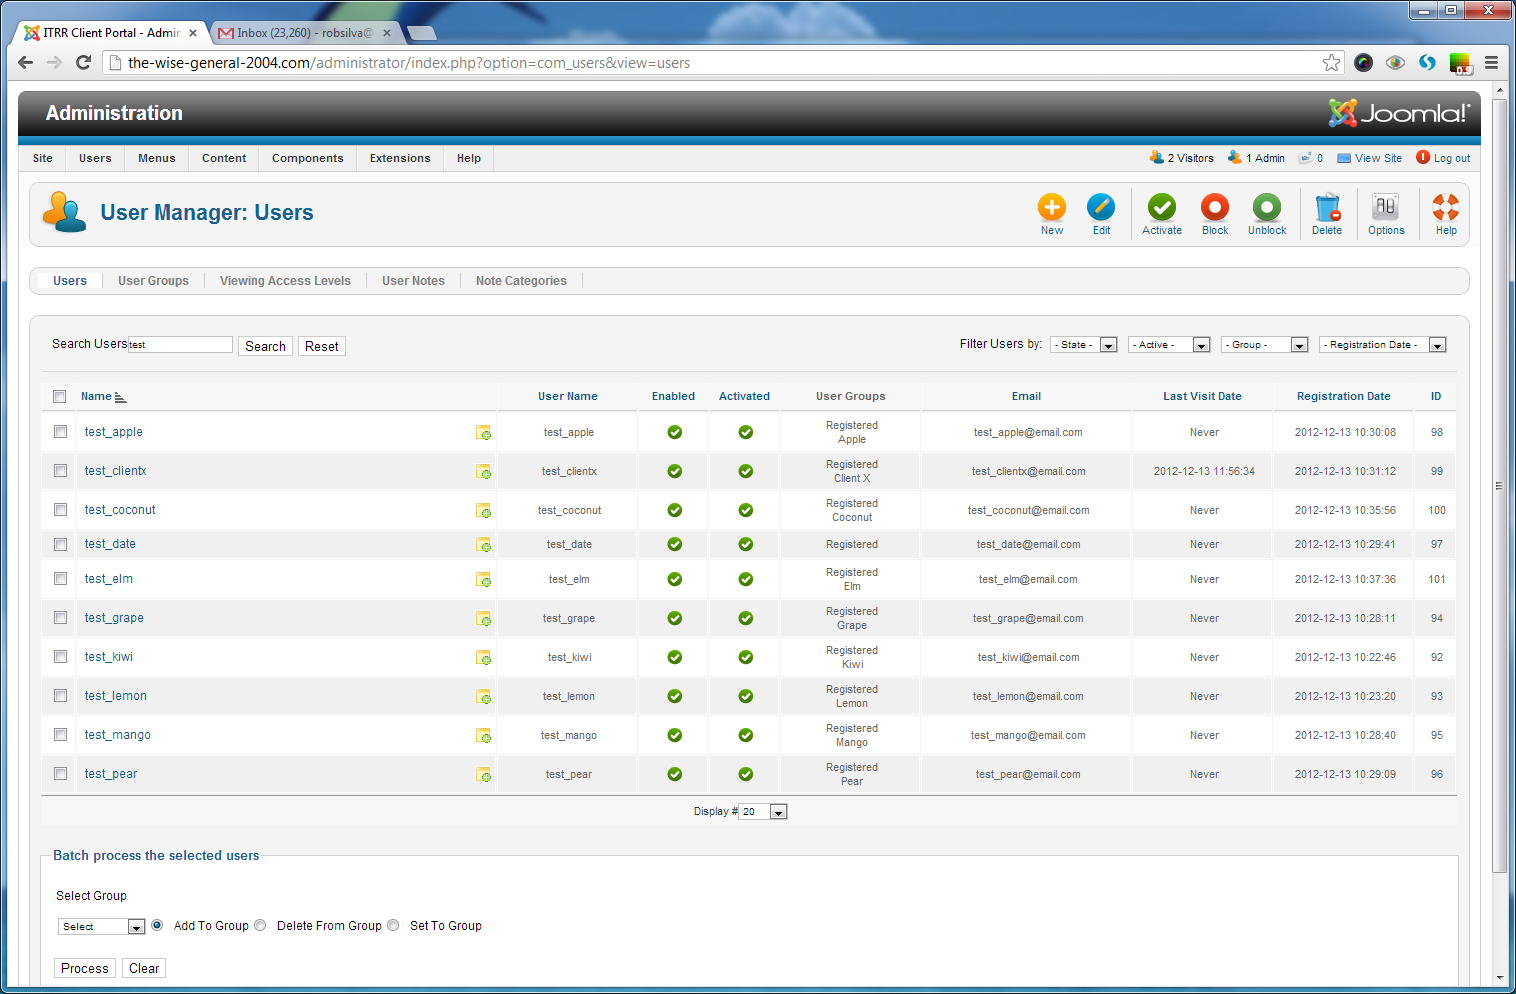 ITRR Client Portal - Admir
Inbox (23,260) - robsilva@
the-wise-general-2004.com/administrator/index.php?option=com_users&view=users
0.9
Administration
Joomla!
Site Users Menus Content Components Extensions Help 2 Visitors 1 Admin 0 View Site Log out
User Manager: Users
New Edit Activate Block Unblock Delete Options Help
Users User Groups Viewing Access Levels User Notes Note Categories
Search Users test Search Reset Filter Users by: - State - - Active - - Group - - Registration Date -
Name User Name Enabled Activated User Groups Email Last Visit Date Registration Date ID
test_apple test_apple Registered Apple test_apple@email.com Never 2012-12-13 10:30:08 98
test_clientx test_clientx Registered Client X test_clientx@email.com 2012-12-13 11:56:34 2012-12-13 10:31:12 99
test_coconut test_coconut Registered Coconut test_coconut@email.com Never 2012-12-13 10:35:56 100
test_date test_date Registered test_date@email.com Never 2012-12-13 10:29:41 97
test_elm test_elm Registered Elm test_elm@email.com Never 2012-12-13 10:37:36 101
test_grape test_grape Registered Grape test_grape@email.com Never 2012-12-13 10:28:11 94
test_kiwi test_kiwi Registered Kiwi test_kiwi@email.com Never 2012-12-13 10:22:46 92
test_lemon test_lemon Registered Lemon test_lemon@email.com Never 2012-12-13 10:23:20 93
test_mango test_mango Registered Mango test_mango@email.com Never 2012-12-13 10:28:40 95
test_pear test_pear Registered Pear test_pear@email.com Never 2012-12-13 10:29:09 96
Display # 20
Batch process the selected users
Select Group
Select Add To Group Delete From Group Set To Group
Process Clear